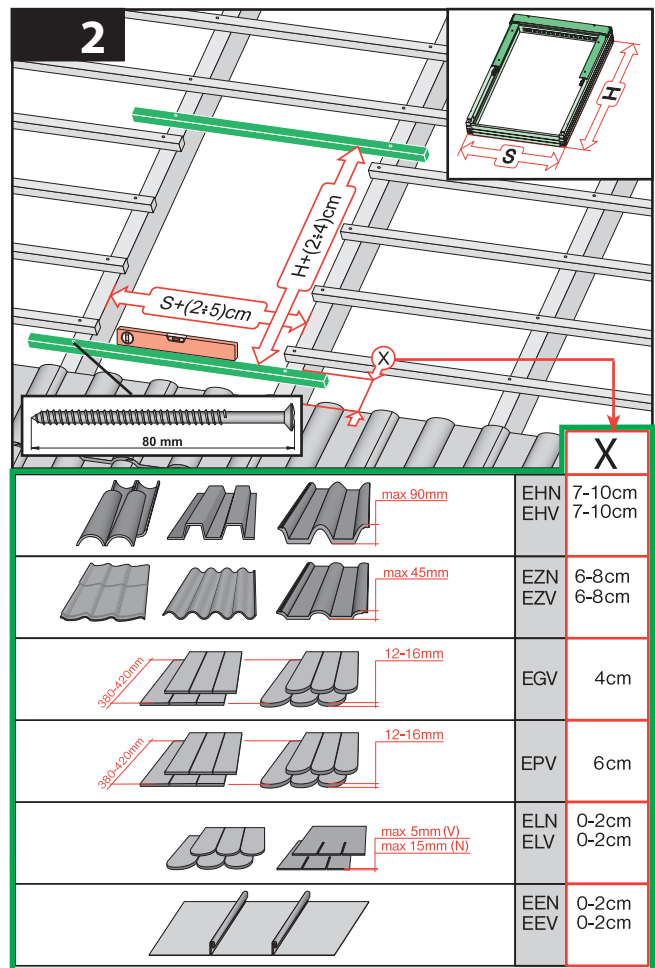 2
H
S
H+(2÷4)cm
S+(2÷5)cm
X
80 mm
X
max 90mm
EHN 7-10cm
EHV 7-10cm
max 45mm
EZN 6-8cm
EZV 6-8cm
380-420mm
12-16mm
EGV 4cm
380-420mm
12-16mm
EPV 6cm
max 5mm (V)
max 15mm (N)
ELN 0-2cm
ELV 0-2cm
EEN 0-2cm
EEV 0-2cm